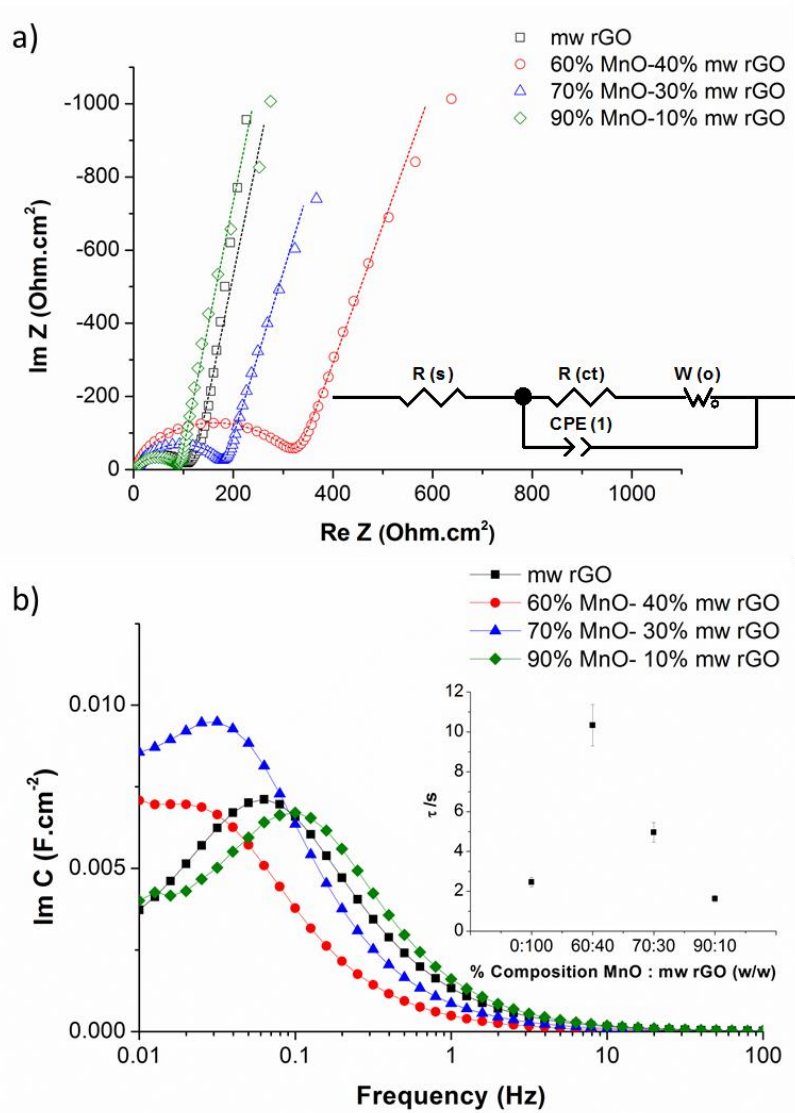 a)
mw rGO
60% MnO-40% mw rGO
70% MnO-30% mw rGO
90% MnO-10% mw rGO
-1000
-800
-600
-400
-200
0
Im Z (Ohm.cm²)
R (s)
R (ct)
W (o)
CPE (1)
0 200 400 600 800 1000
Re Z (Ohm.cm²)
b)
mw rGO
60% MnO- 40% mw rGO
70% MnO- 30% mw rGO
90% MnO- 10% mw rGO
0.010
0.005
0.000
Im C (F.cm⁻²)
12
10
8
6
4
2
0
τ /s
0:100 60:40 70:30 90:10
% Composition MnO : mw rGO (w/w)
0.01 0.1 1 10 100
Frequency (Hz)